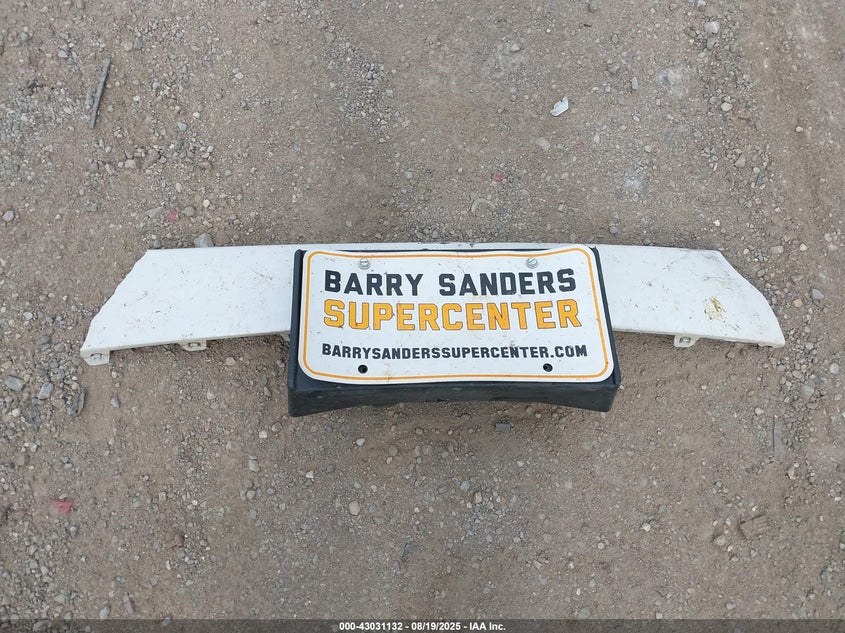 BARRY SANDERS
SUPERCENTER
BARRYSANDERSSUPERCENTER.COM
000-43031132 - 08/19/2025 - IAA Inc.